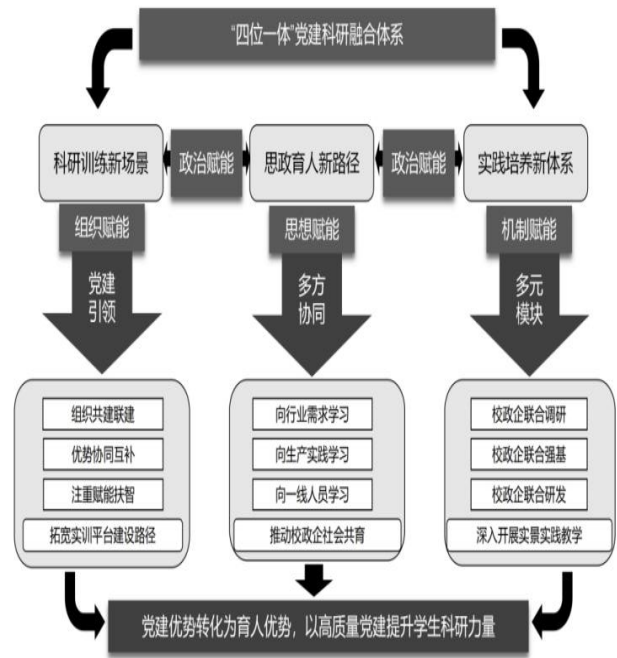 “四位一体”党建科研融合体系
科研训练新场景
政治赋能
思政育人新路径
政治赋能
实践培养新体系
组织赋能
思想赋能
机制赋能
党建
引领
多方
协同
多元
模块
组织共建联建
优势协同互补
注重赋能扶智
拓宽实训平台建设路径
向行业需求学习
向生产实践学习
向一线人员学习
推动校政企社会共育
校政企联合调研
校政企联合强基
校政企联合研发
深入开展实景实践教学
党建优势转化为育人优势，以高质量党建提升学生科研力量